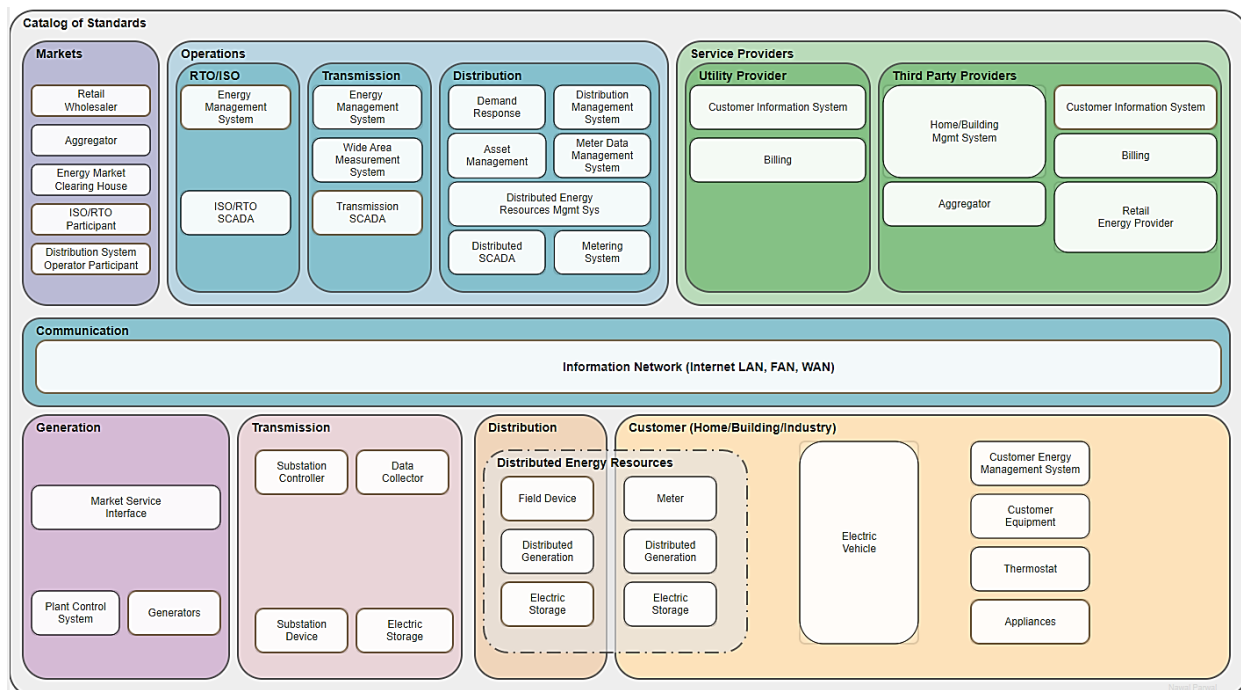 Catalog of Standards
Markets
Retail
Wholesaler
Aggregator
Energy Market
Clearing House
ISO/RTO
Participant
Distribution System
Operator Participant
Operations
RTO/ISO
Energy
Management
System
ISO/RTO
SCADA
Transmission
Energy
Management
System
Wide Area
Measurement
System
Transmission
SCADA
Distribution
Demand
Response
Distribution
Management
System
Asset
Management
Meter Data
Management
System
Distributed Energy
Resources Mgmt Sys
Distributed
SCADA
Metering
System
Service Providers
Utility Provider
Customer Information System
Billing
Third Party Providers
Home/Building
Mgmt System
Aggregator
Customer Information System
Billing
Retail
Energy Provider
Communication
Information Network (Internet LAN, FAN, WAN)
Generation
Market Service
Interface
Plant Control
System
Generators
Transmission
Substation
Controller
Data
Collector
Substation
Device
Electric
Storage
Distribution
Customer (Home/Building/Industry)
Distributed Energy Resources
Field Device
Distributed
Generation
Electric
Storage
Meter
Distributed
Generation
Electric
Storage
Electric
Vehicle
Customer Energy
Management System
Customer
Equipment
Thermostat
Appliances